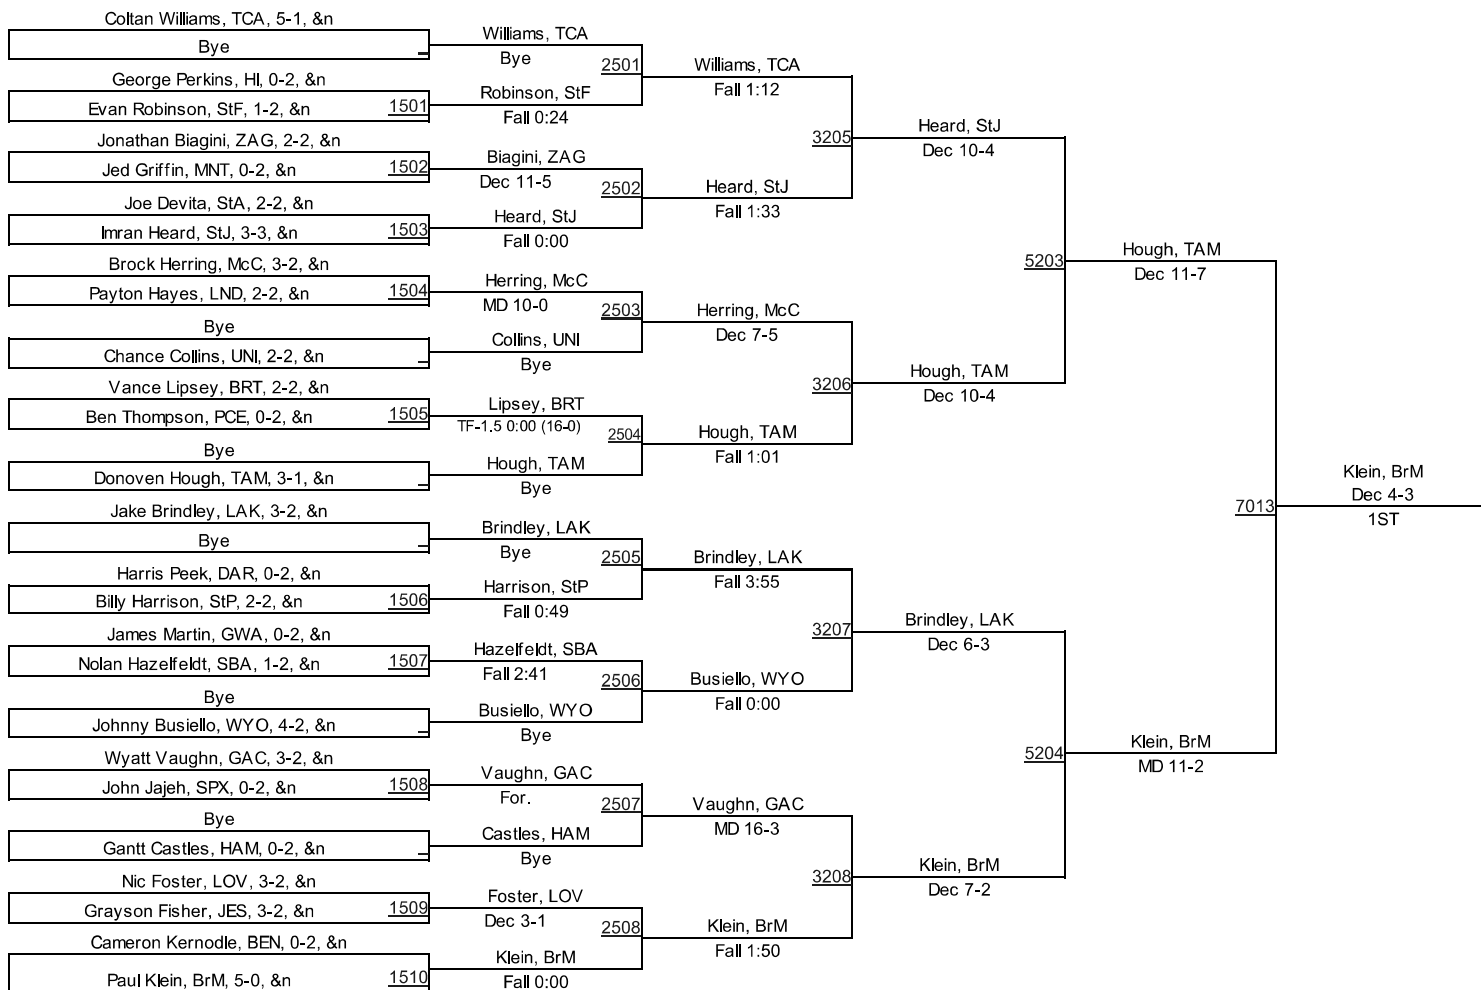 Coltan Williams, TCA, 5-1, &n
Bye
George Perkins, HI, 0-2, &n
Evan Robinson, StF, 1-2, &n 1501
Jonathan Biagini, ZAG, 2-2, &n
Jed Griffin, MNT, 0-2, &n 1502
Joe Devita, StA, 2-2, &n
Imran Heard, StJ, 3-3, &n 1503
Brock Herring, McC, 3-2, &n
Payton Hayes, LND, 2-2, &n 1504
Bye
Chance Collins, UNI, 2-2, &n
Vance Lipsey, BRT, 2-2, &n
Ben Thompson, PCE, 0-2, &n 1505
Bye
Donoven Hough, TAM, 3-1, &n
Jake Brindley, LAK, 3-2, &n
Bye
Harris Peek, DAR, 0-2, &n
Billy Harrison, StP, 2-2, &n 1506
James Martin, GWA, 0-2, &n
Nolan Hazelfeldt, SBA, 1-2, &n 1507
Bye
Johnny Busiello, WYO, 4-2, &n
Wyatt Vaughn, GAC, 3-2, &n
John Jajeh, SPX, 0-2, &n 1508
Bye
Gantt Castles, HAM, 0-2, &n
Nic Foster, LOV, 3-2, &n
Grayson Fisher, JES, 3-2, &n 1509
Cameron Kernodle, BEN, 0-2, &n
Paul Klein, BrM, 5-0, &n 1510
Williams, TCA
Bye
2501
Robinson, StF
Fall 0:24
Biagini, ZAG
Dec 11-5
2502
Heard, StJ
Fall 0:00
Herring, McC
MD 10-0
2503
Collins, UNI
Bye
Lipsey, BRT
TF-1.5 0:00 (16-0)
2504
Hough, TAM
Bye
Brindley, LAK
Bye
2505
Harrison, StP
Fall 0:49
Hazelfeldt, SBA
Fall 2:41
2506
Busiello, WYO
Bye
Vaughn, GAC
For.
2507
Castles, HAM
Bye
Foster, LOV
Dec 3-1
2508
Klein, BrM
Fall 0:00
Williams, TCA
Fall 1:12
3205
Heard, StJ
Fall 1:33
Herring, McC
Dec 7-5
3206
Hough, TAM
Fall 1:01
Brindley, LAK
Fall 3:55
3207
Busiello, WYO
Fall 0:00
Vaughn, GAC
MD 16-3
3208
Klein, BrM
Fall 1:50
Heard, StJ
Dec 10-4
5203
Hough, TAM
Dec 10-4
Brindley, LAK
Dec 6-3
5204
Klein, BrM
Dec 7-2
Hough, TAM
Dec 11-7
7013
Klein, BrM
MD 11-2
Klein, BrM
Dec 4-3
1ST